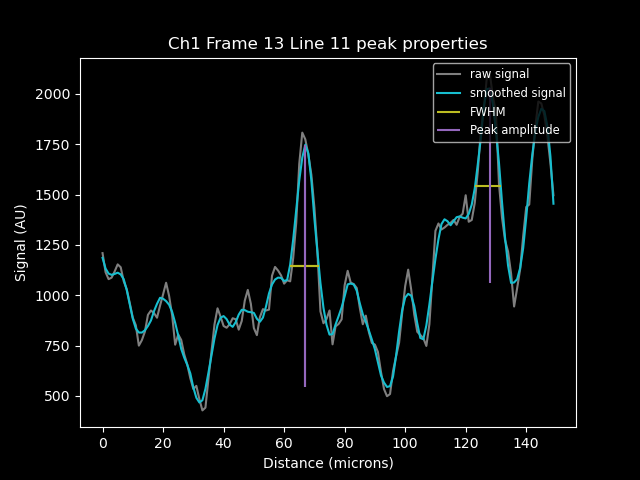 Ch1 Frame 13 Line 11 peak properties
raw signal
smoothed signal
FWHM
Peak amplitude
Signal (AU)
2000
1750
1500
1250
1000
750
500
0 20 40 60 80 100 120 140
Distance (microns)